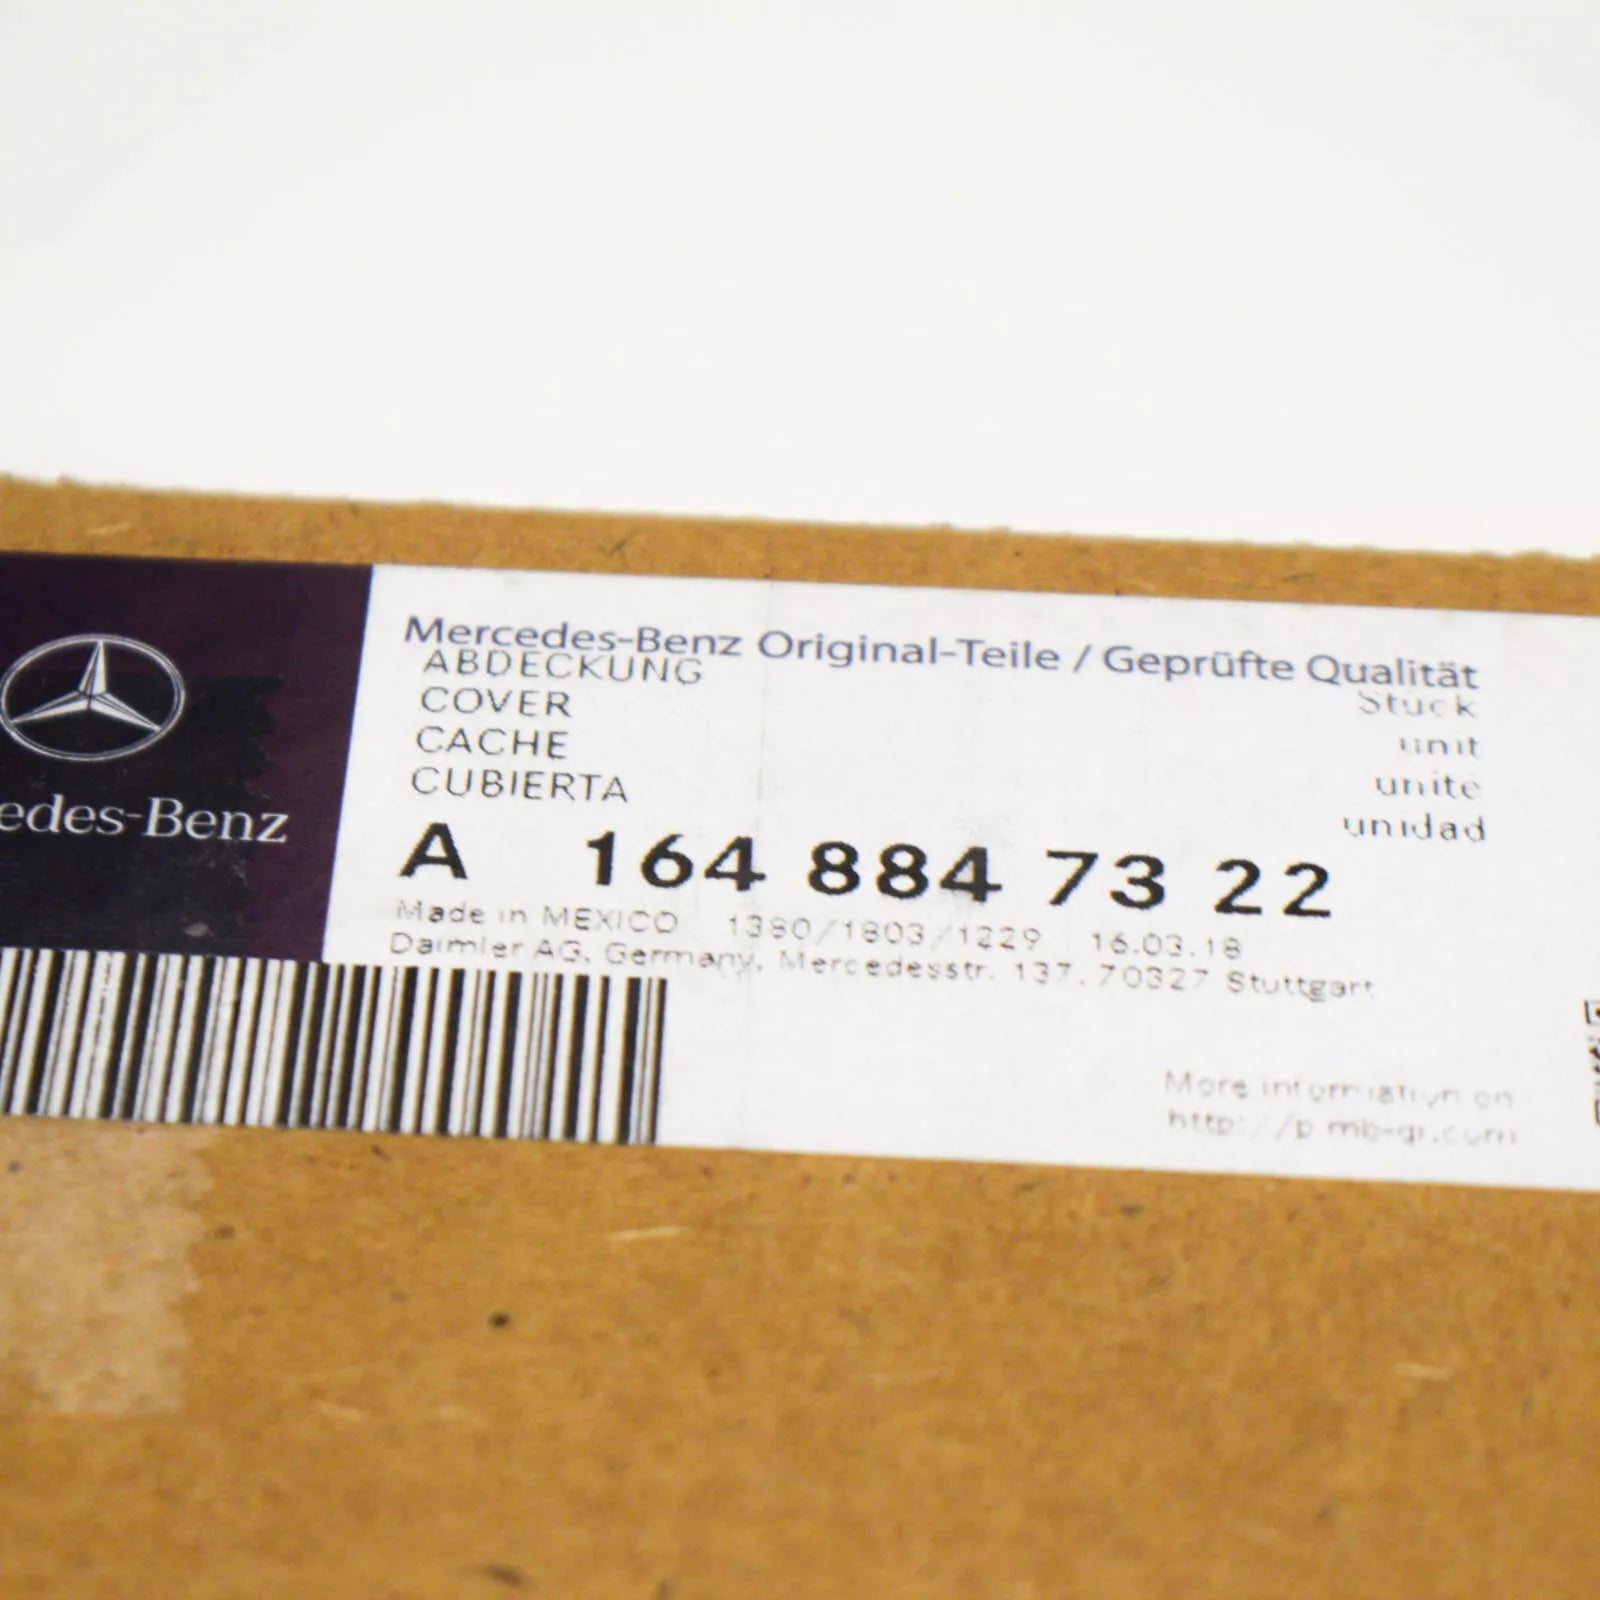 edes-Benz
Mercedes-Benz Original-Teile / Geprüfte Qualität
ABDECKUNG Stück
COVER unit
CACHE unité
CUBIERTA unidad
A 164 884 73 22
Made in MEXICO 1380/1803/1229 16.03.18
Daimler AG, Germany, Mercedesstr. 137, 70327 Stuttgart
More information on